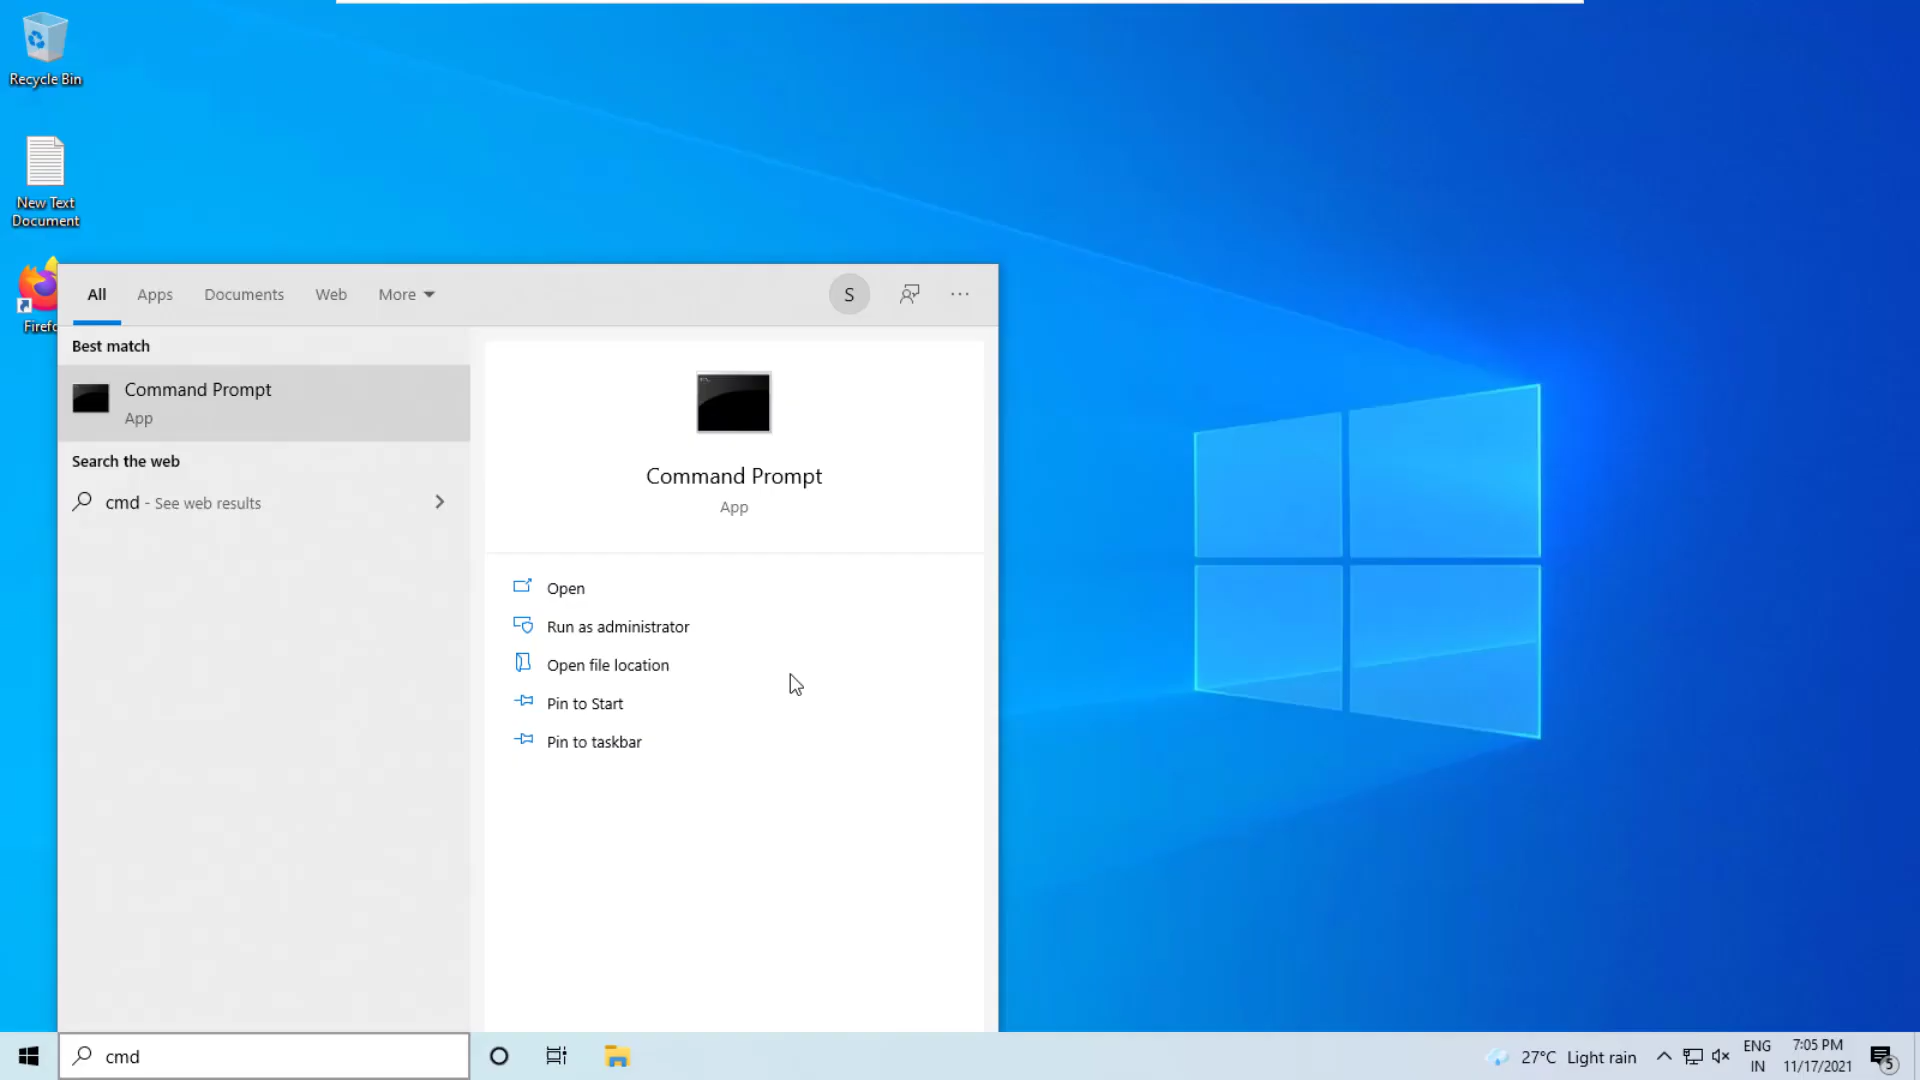 Recycle Bin
New Text
Document
Firefo
All
Apps
Documents
Web
More
S
Best match
Command Prompt
App
Search the web
cmd - See web results
Command Prompt
App
Open
Run as administrator
Open file location
Pin to Start
Pin to taskbar
cmd
27°C Light rain
ENG
IN
7:05 PM
11/17/2021
5